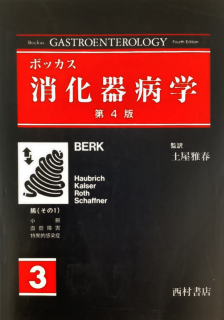 Bockus GASTROENTEROLOGY Fourth Edition
ボッカス
消化器病学
第4版
BERK
監訳
土屋雅春
Haubrich
Kalser
Roth
Schaffner
腸(その1)
小腸
吸収障害
特異的感染症
3
西村書店